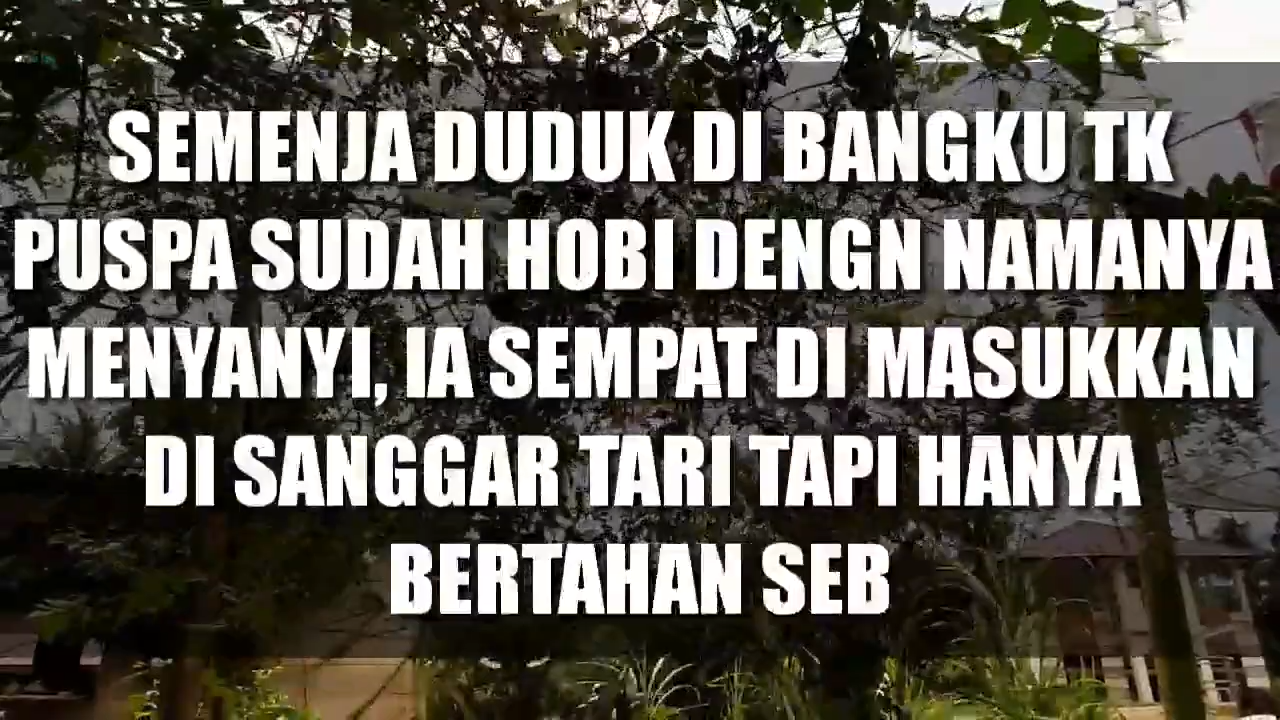 SEMENJA DUDUK DI BANGKU TK
PUSPA SUDAH HOBI DENGN NAMANYA
MENYANYI, IA SEMPAT DI MASUKKAN
DI SANGGAR TARI TAPI HANYA
BERTAHAN SEB